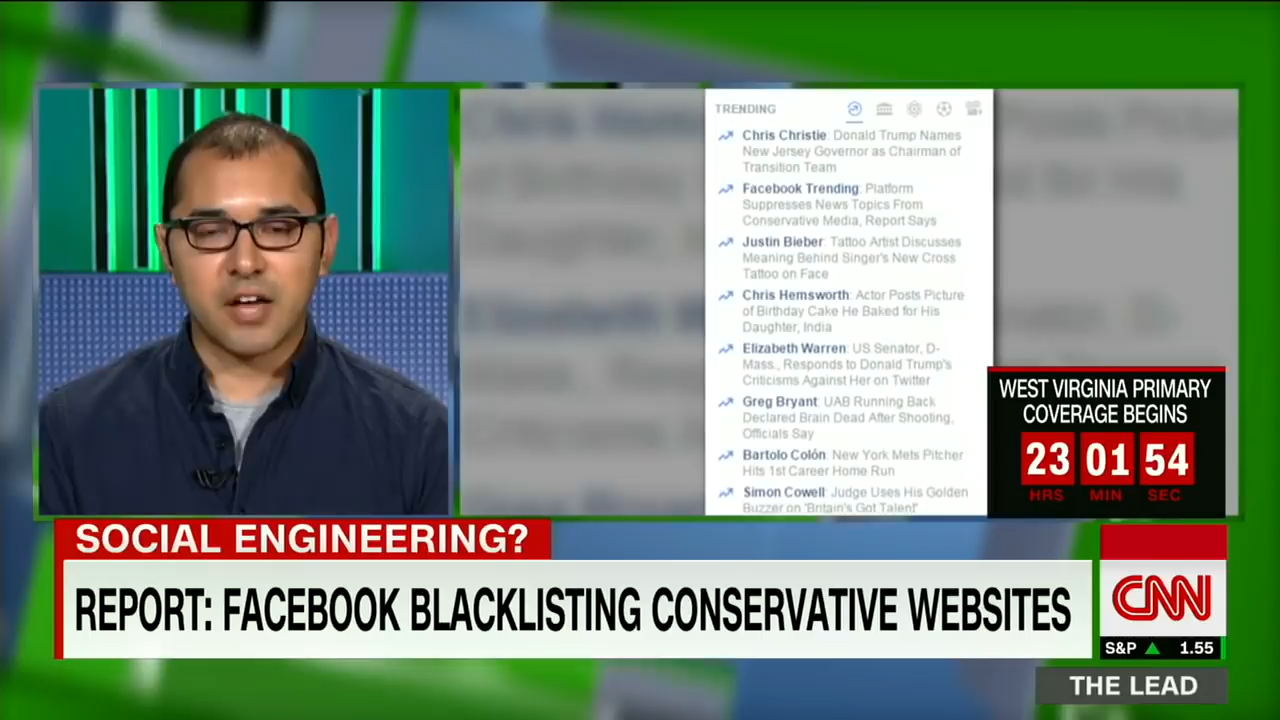 TRENDING
Chris Christie: Donald Trump Names
New Jersey Governor as Chairman of
Transition Team
Facebook Trending: Platform
Suppresses News Topics From
Conservative Media, Report Says
Justin Bieber: Tattoo Artist Discusses
Meaning Behind Singer's New Cross
Tattoo on Face
Chris Hemsworth: Actor Posts Picture
of Birthday Cake He Baked for His
Daughter, India
Elizabeth Warren: US Senator, D-
Mass., Responds to Donald Trump's
Criticisms Against Her on Twitter
Greg Bryant: UAB Running Back
Declared Brain Dead After Shooting,
Officials Say
Bartolo Colón: New York Mets Pitcher
Hits 1st Career Home Run
Simon Cowell: Judge Uses His Golden
Buzzer on 'Britain's Got Talent'
WEST VIRGINIA PRIMARY
COVERAGE BEGINS
23 01 54
HRS MIN SEC
SOCIAL ENGINEERING?
REPORT: FACEBOOK BLACKLISTING CONSERVATIVE WEBSITES
CNN
S&P 1.55
THE LEAD